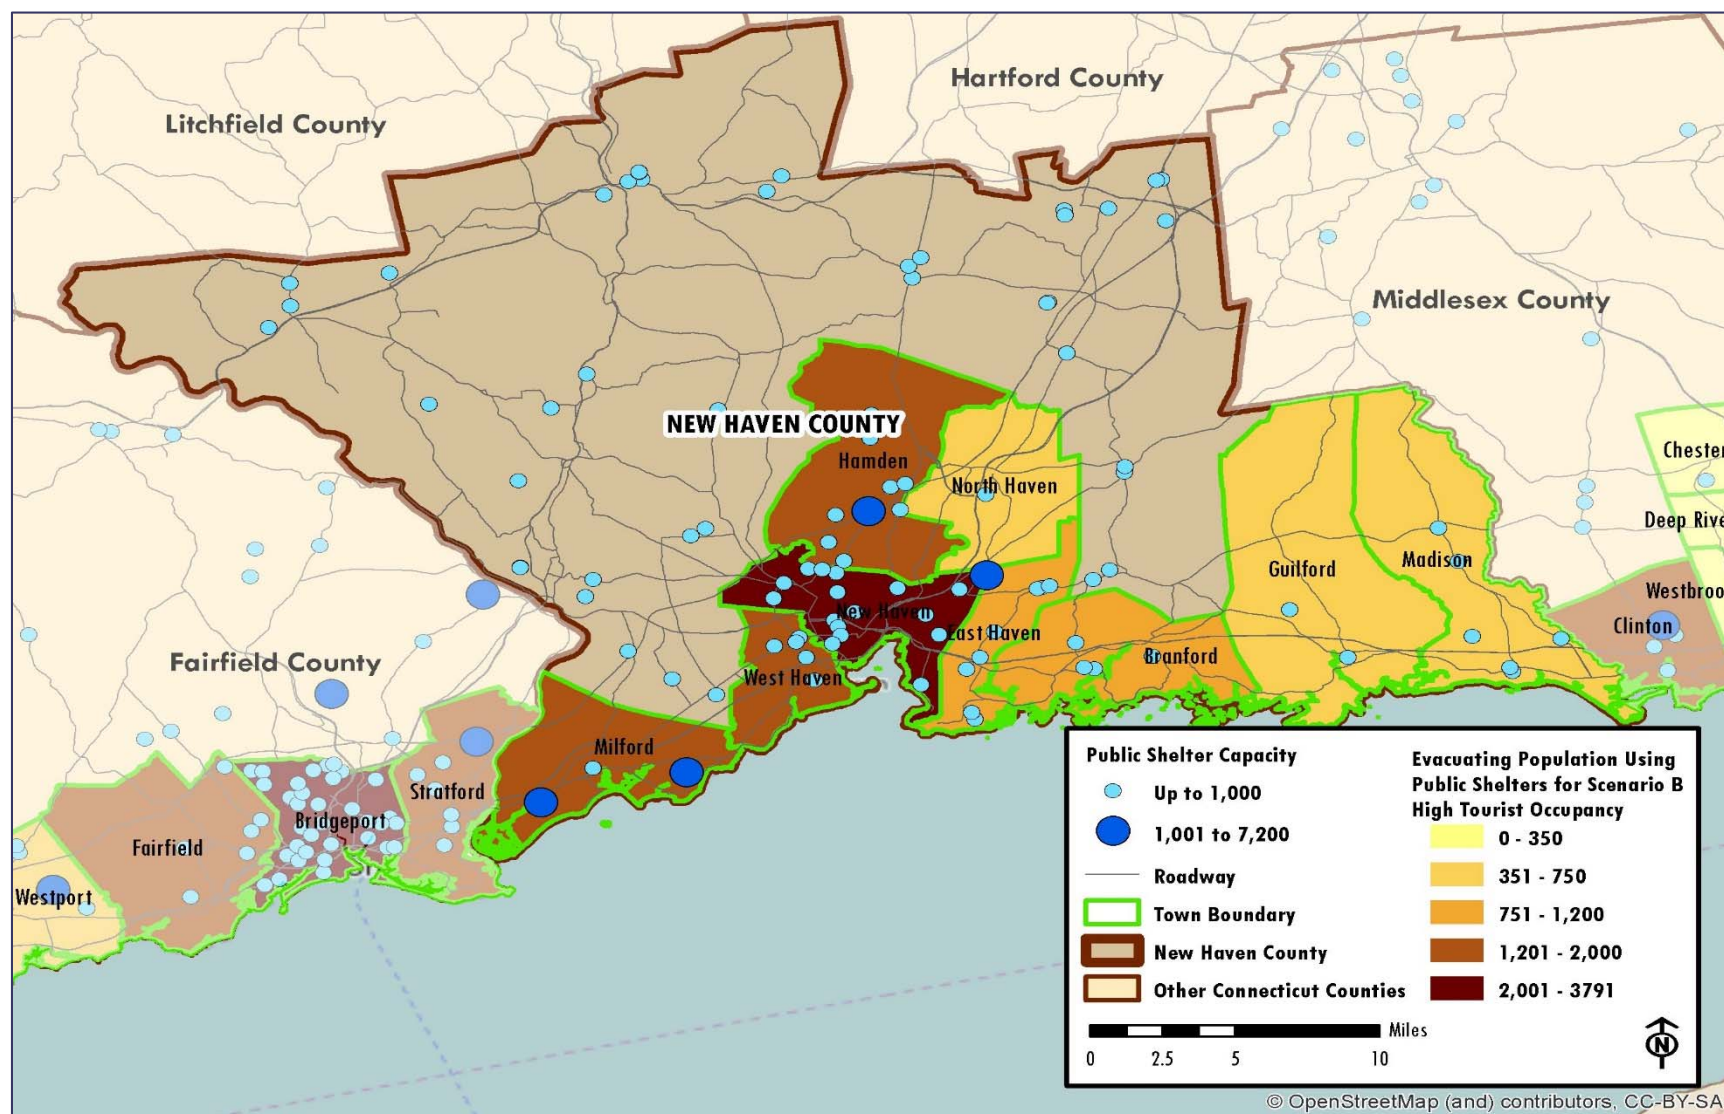 Hartford County
Litchfield County
Middlesex County
NEW HAVEN COUNTY
Hamden
North Haven
Chester
Deep Rive
Guilford
Madison
Westbroo
New Haven
East Haven
Clinton
Fairfield County
Branford
West Haven
Milford
Stratford
Bridgeport
Fairfield
Westport
Public Shelter Capacity
Up to 1,000
1,001 to 7,200
Roadway
Town Boundary
New Haven County
Other Connecticut Counties
Evacuating Population Using
Public Shelters for Scenario B
High Tourist Occupancy
0 - 350
351 - 750
751 - 1,200
1,201 - 2,000
2,001 - 3791
Miles
0 2.5 5 10
N
© OpenStreetMap (and) contributors, CC-BY-SA